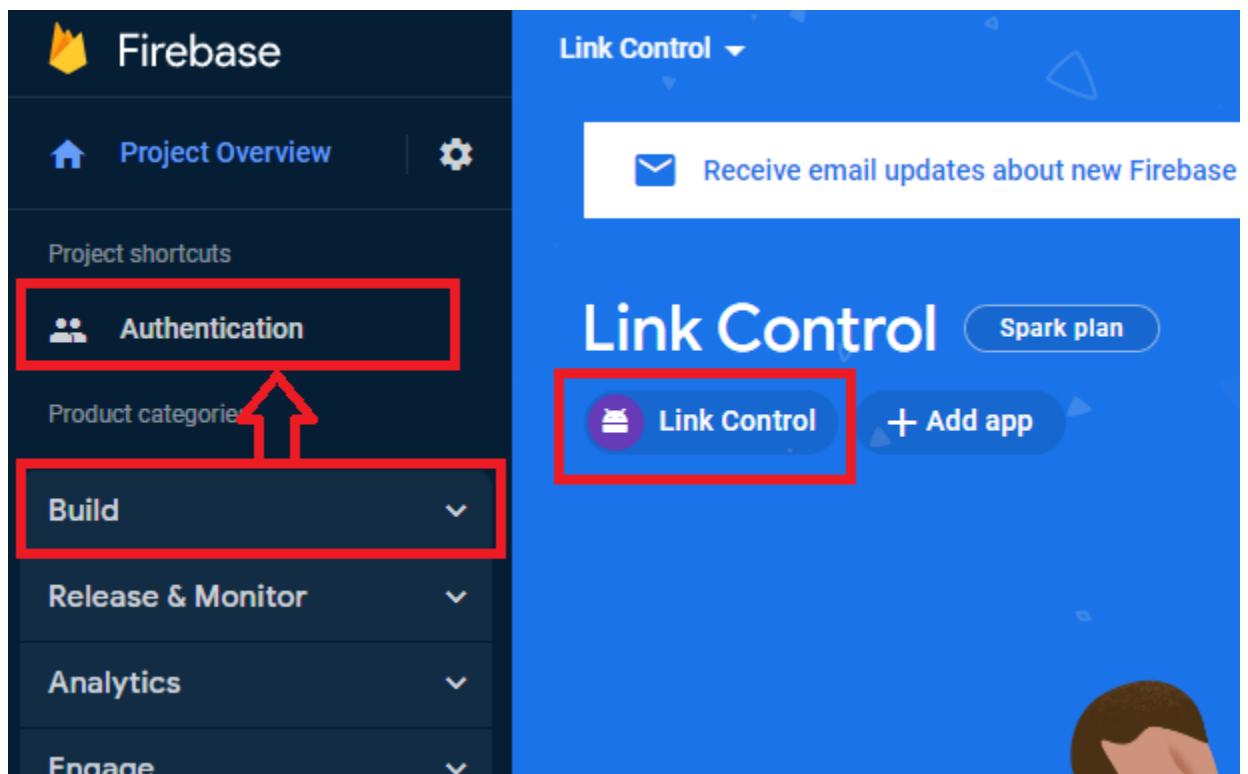 Firebase
Project Overview
Project shortcuts
Authentication
Product categories
Build
Release & Monitor
Analytics
Engage
Link Control
Receive email updates about new Firebase
Link Control
Spark plan
Link Control
+ Add app